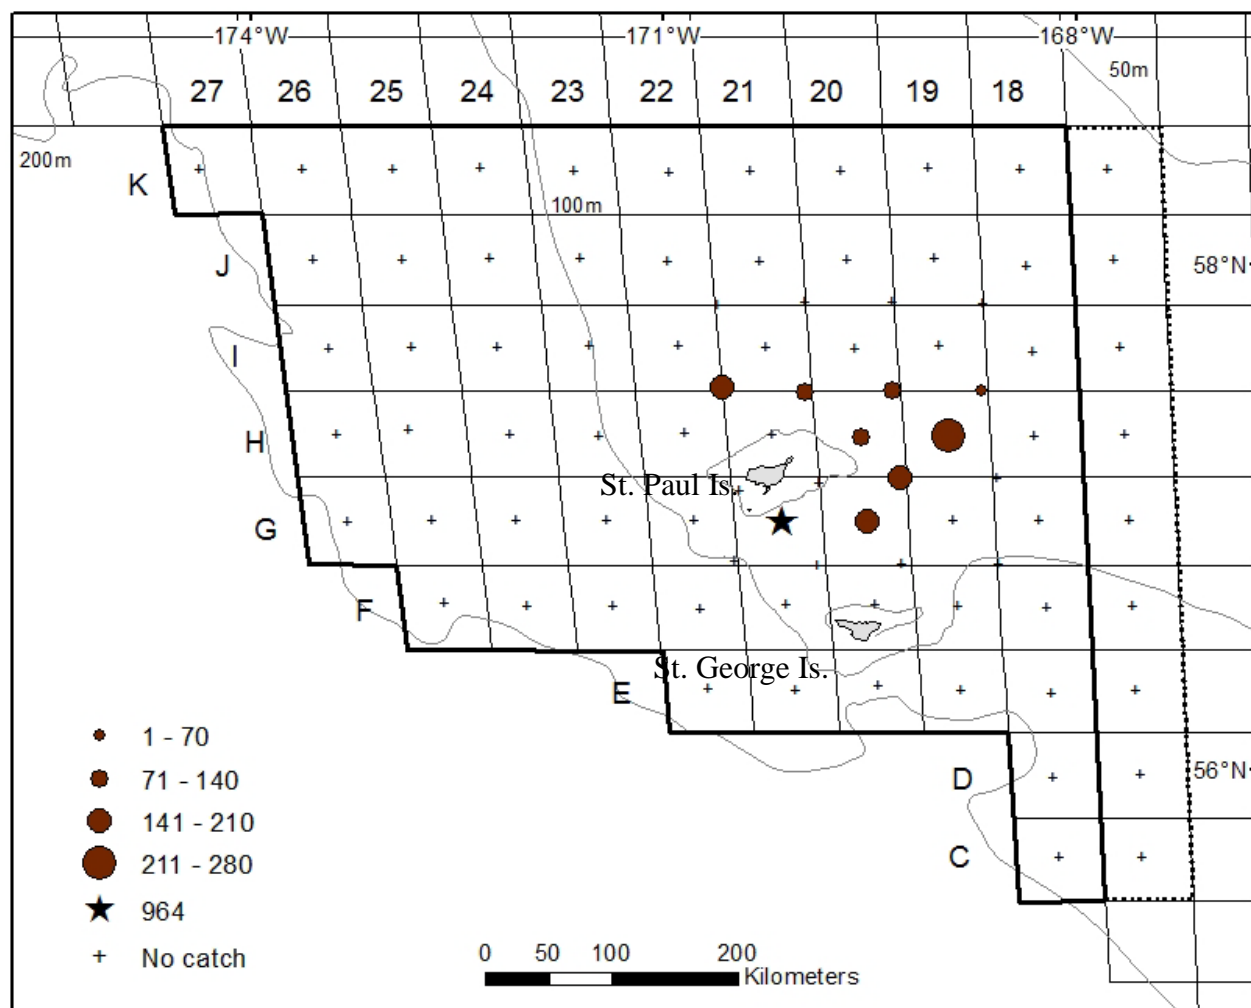 174°W 171°W 168°W
27 26 25 24 23 22 21 20 19 18
50m
200m
K
100m
J
58°N
I
H
St. Paul Is.
G
F
St. George Is.
E
D
56°N
C
1 - 70
71 - 140
141 - 210
211 - 280
964
No catch
0 50 100 200
Kilometers